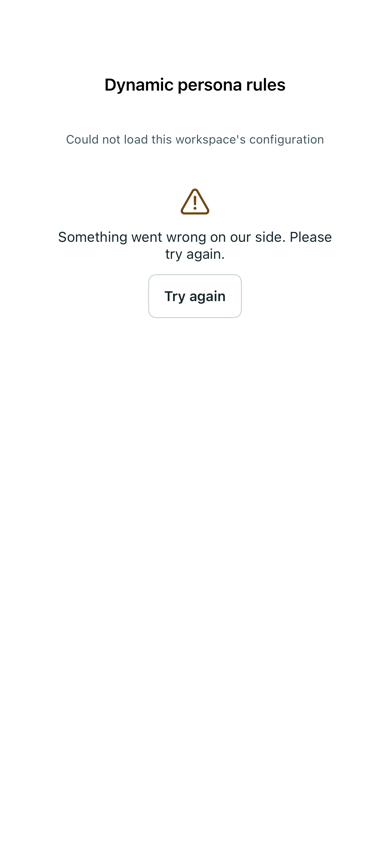 Dynamic persona rules
Could not load this workspace's configuration
Something went wrong on our side. Please
try again.
Try again